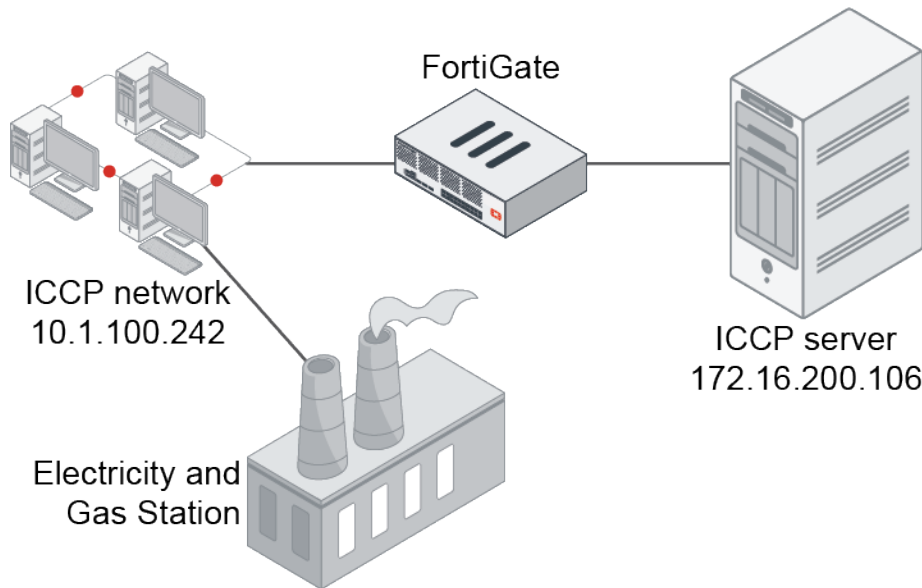 FortiGate
ICCP network
10.1.100.242
ICCP server
172.16.200.106
Electricity and
Gas Station